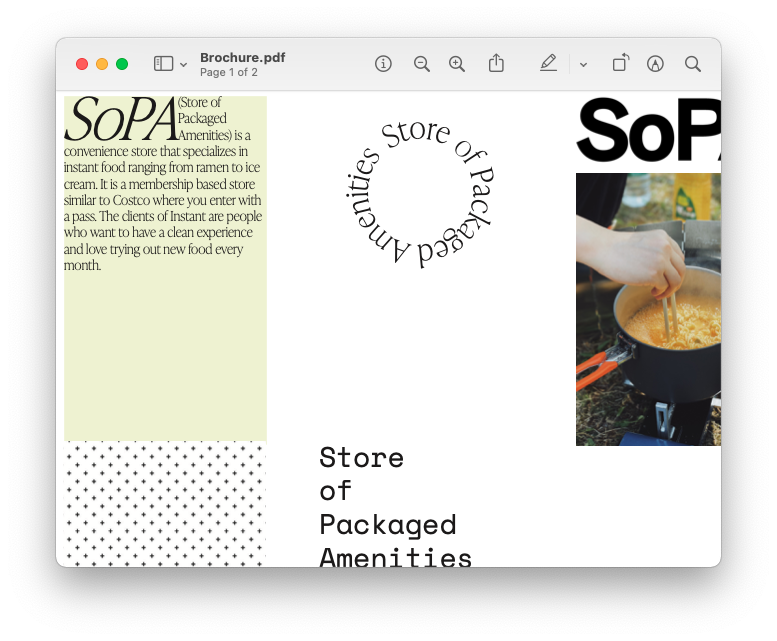 Brochure.pdf
Page 1 of 2
SoPA (Store of
Packaged
Amenities) is a
convenience store that specializes in
instant food ranging from ramen to ice
cream. It is a membership based store
similar to Costco where you enter with
a pass. The clients of Instant are people
who want to have a clean experience
and love trying out new food every
month.
Store of Packaged Amenities
Store
of
Packaged
Amenities
SoPA